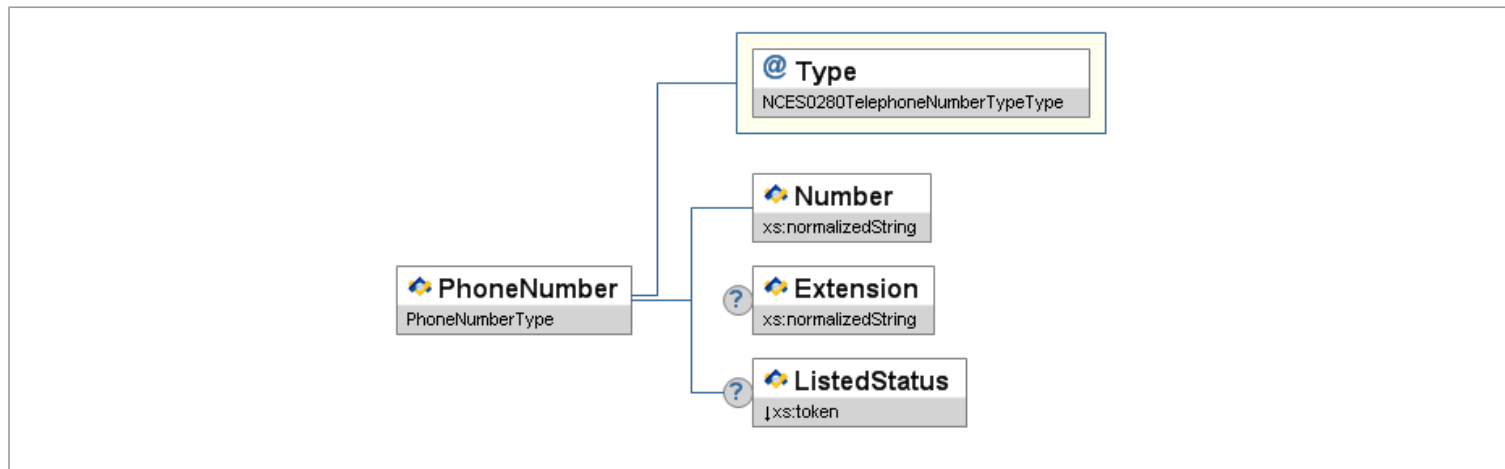 @ Type
NCES0280TelephoneNumberTypeType
Number
xs:normalizedString
PhoneNumber
PhoneNumberType
? Extension
xs:normalizedString
? ListedStatus
↓xs:token